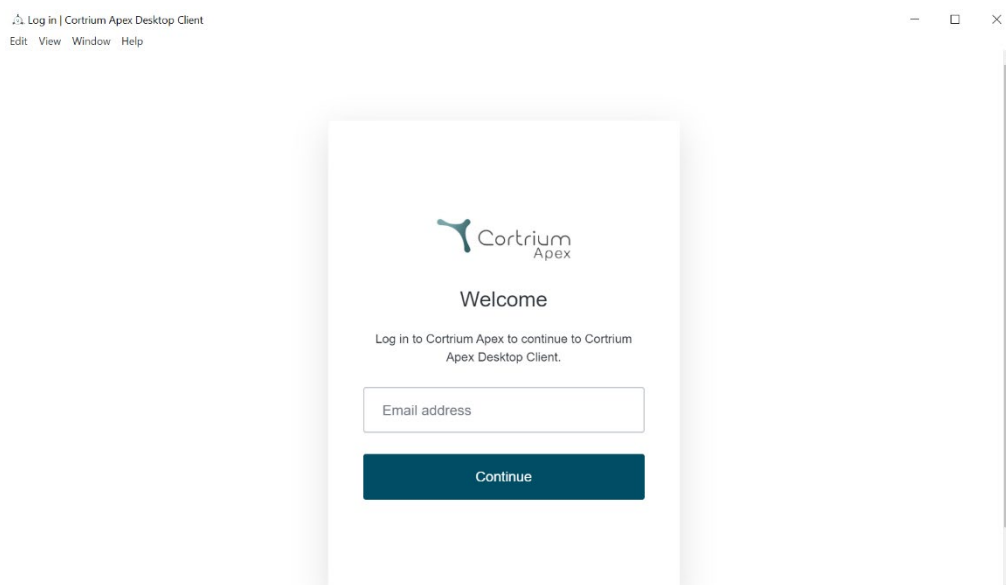 Log in | Cortrium Apex Desktop Client
Edit View Window Help
Cortrium
Apex
Welcome
Log in to Cortrium Apex to continue to Cortrium
Apex Desktop Client.
Email address
Continue